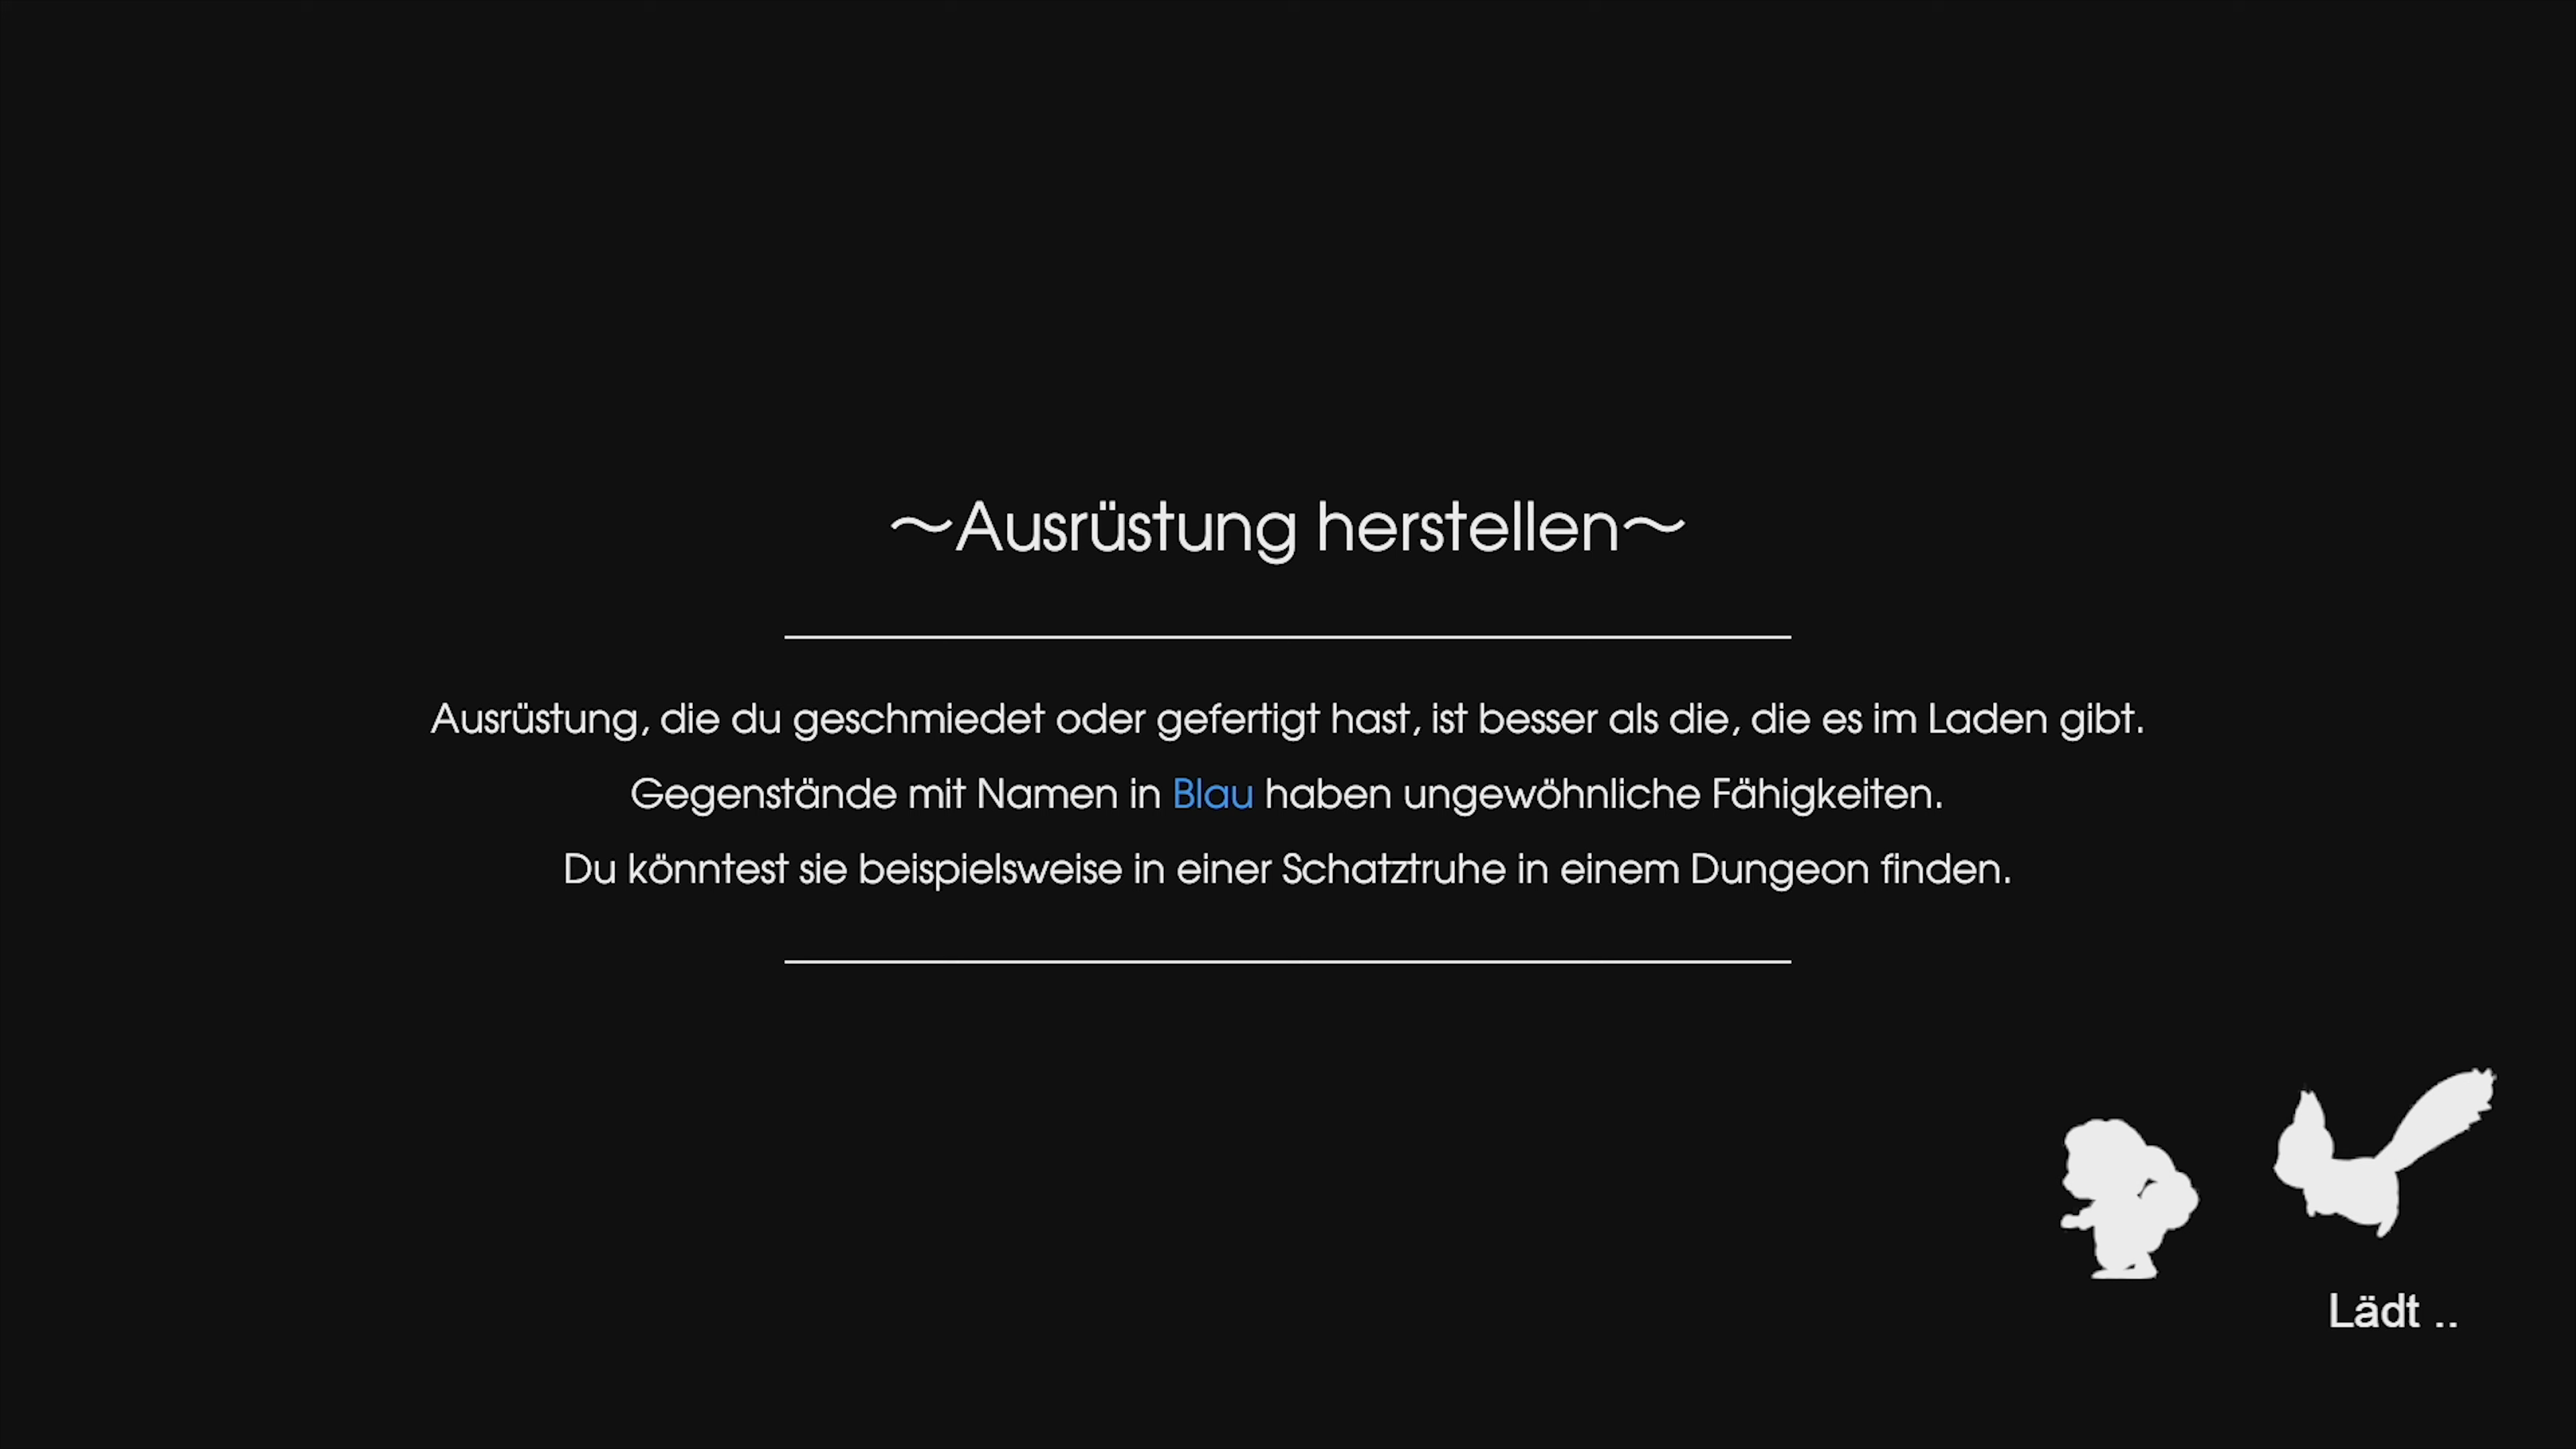 ～Ausrüstung herstellen～
Ausrüstung, die du geschmiedet oder gefertigt hast, ist besser als die, die es im Laden gibt.
Gegenstände mit Namen in Blau haben ungewöhnliche Fähigkeiten.
Du könntest sie beispielsweise in einer Schatztruhe in einem Dungeon finden.
Lädt ..